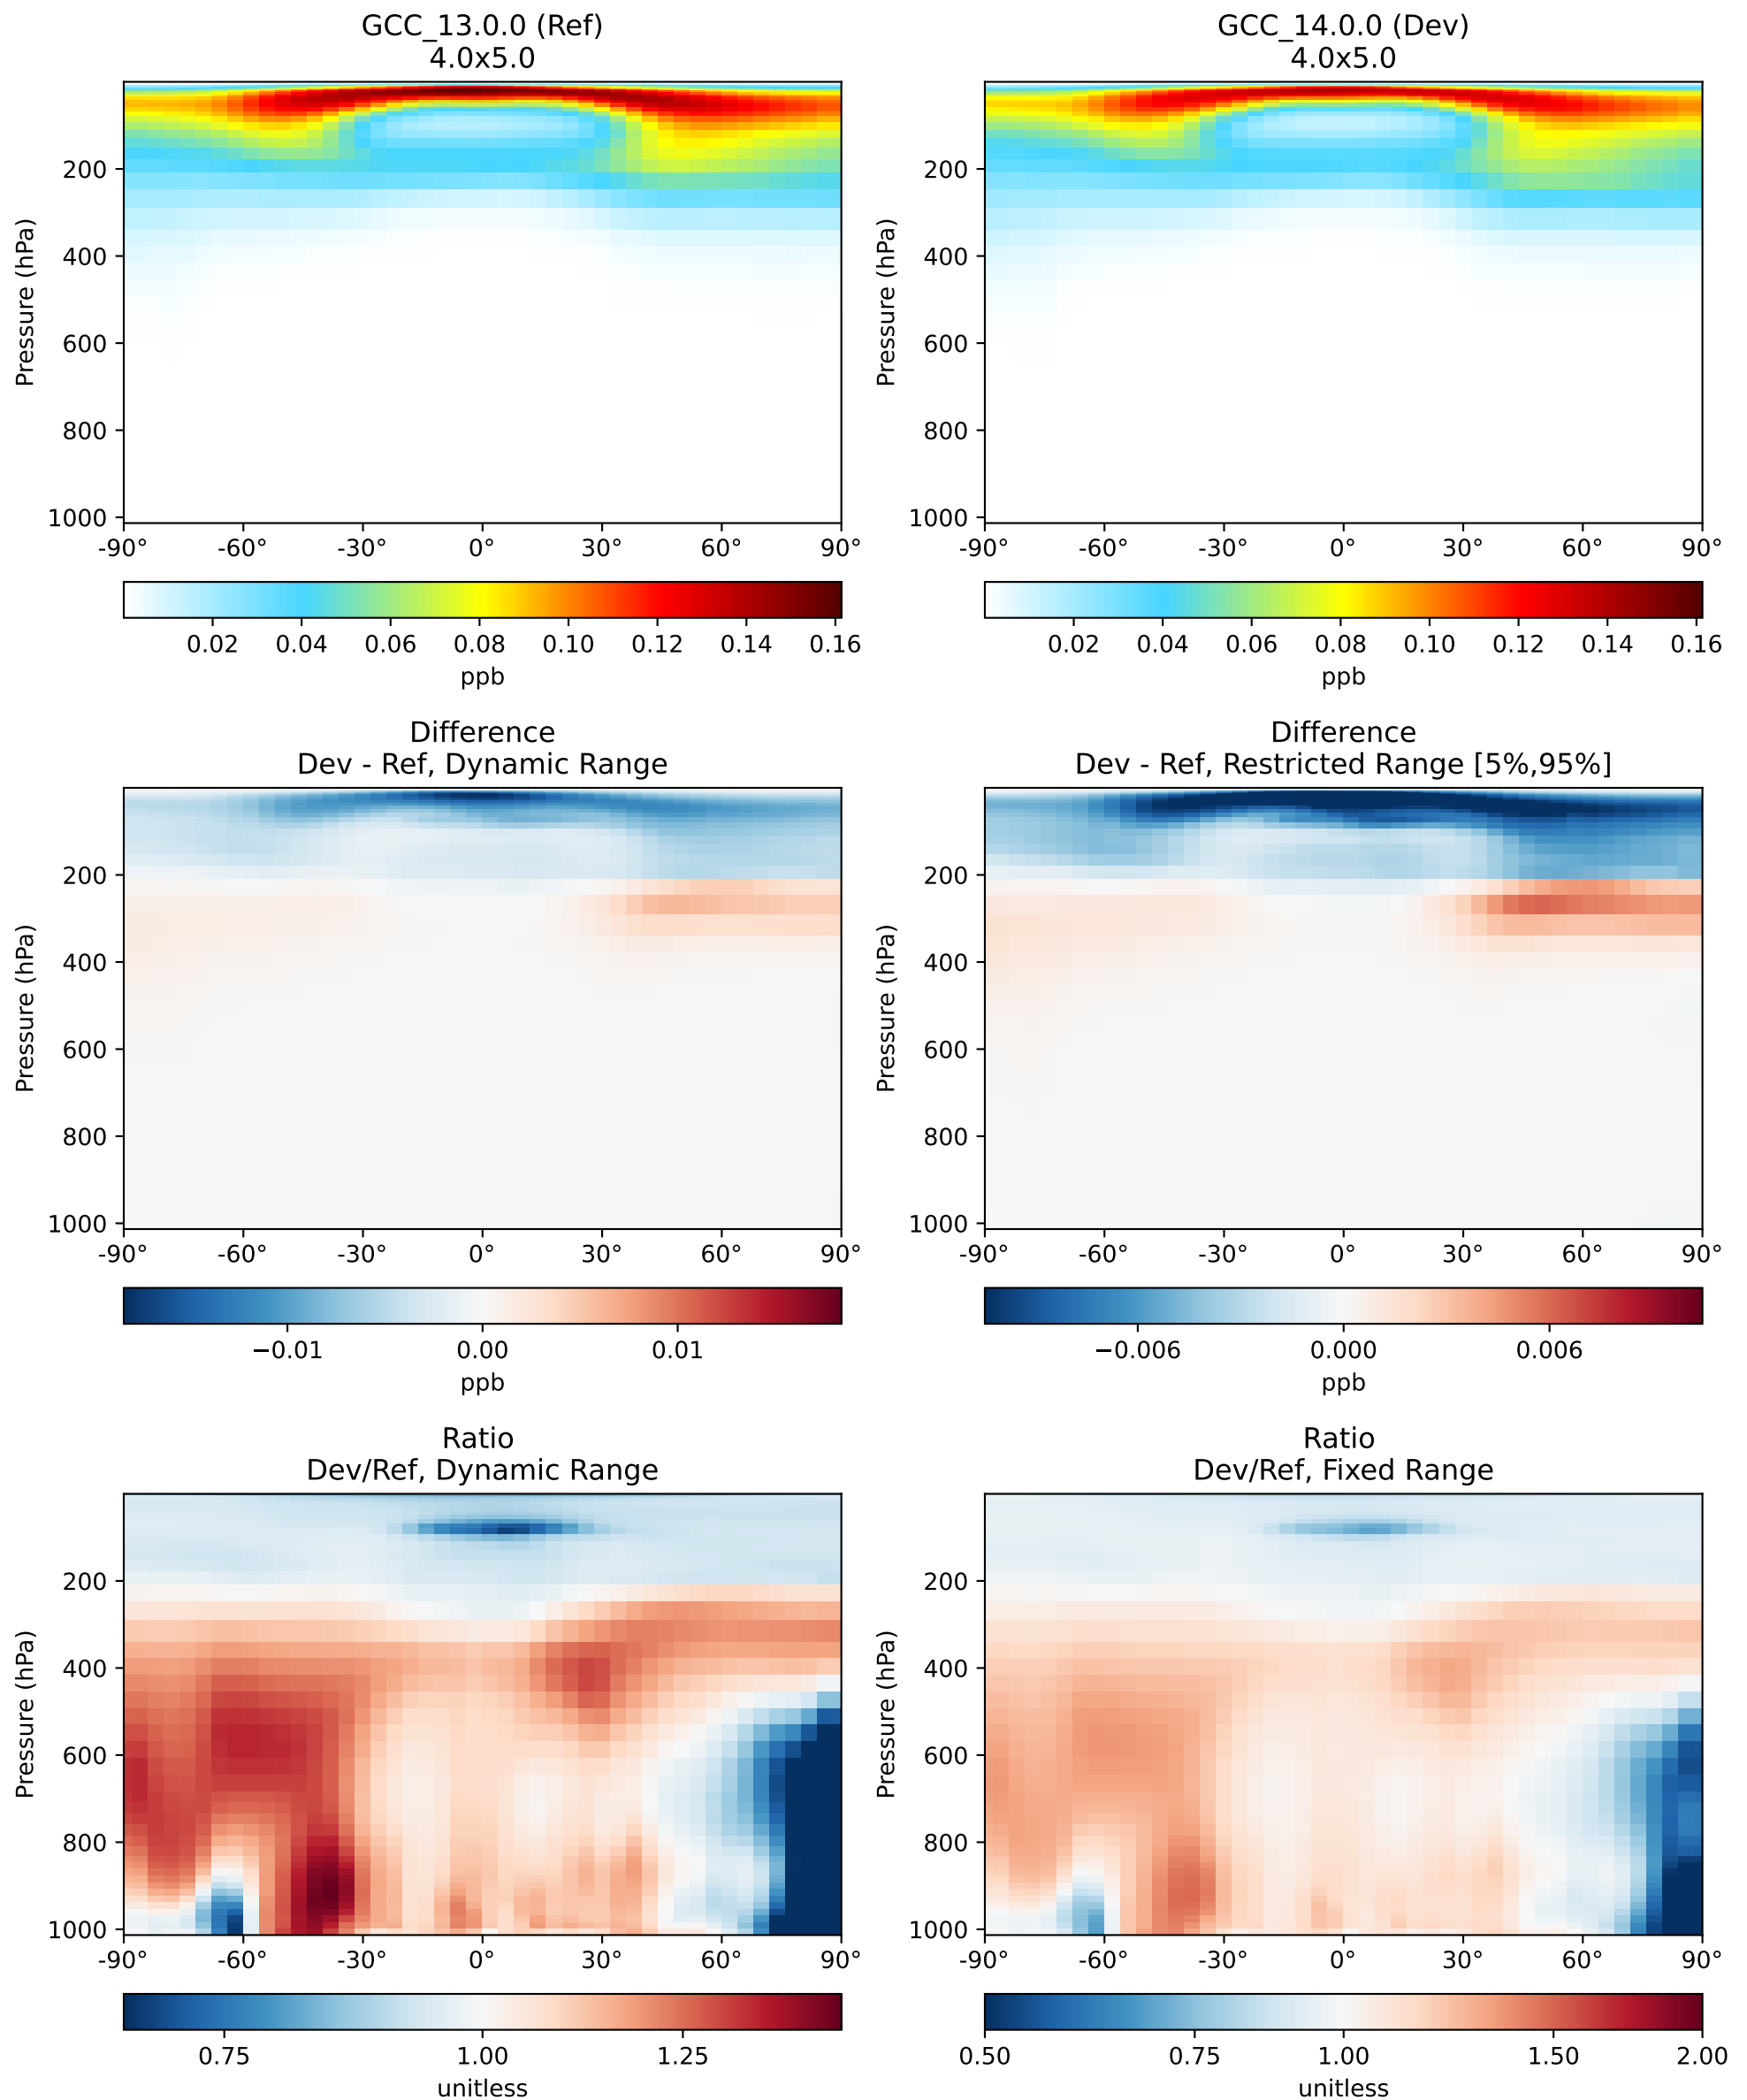 GCC_13.0.0 (Ref)
4.0x5.0
Pressure (hPa)
200
400
600
800
1000
-90° -60° -30° 0° 30° 60° 90°
0.02 0.04 0.06 0.08 0.10 0.12 0.14 0.16
ppb
GCC_14.0.0 (Dev)
4.0x5.0
Pressure (hPa)
200
400
600
800
1000
-90° -60° -30° 0° 30° 60° 90°
0.02 0.04 0.06 0.08 0.10 0.12 0.14 0.16
ppb
Difference
Dev - Ref, Dynamic Range
Pressure (hPa)
200
400
600
800
1000
-90° -60° -30° 0° 30° 60° 90°
−0.01 0.00 0.01
ppb
Difference
Dev - Ref, Restricted Range [5%,95%]
Pressure (hPa)
200
400
600
800
1000
-90° -60° -30° 0° 30° 60° 90°
−0.006 0.000 0.006
ppb
Ratio
Dev/Ref, Dynamic Range
Pressure (hPa)
200
400
600
800
1000
-90° -60° -30° 0° 30° 60° 90°
0.75 1.00 1.25
unitless
Ratio
Dev/Ref, Fixed Range
Pressure (hPa)
200
400
600
800
1000
-90° -60° -30° 0° 30° 60° 90°
0.50 0.75 1.00 1.50 2.00
unitless